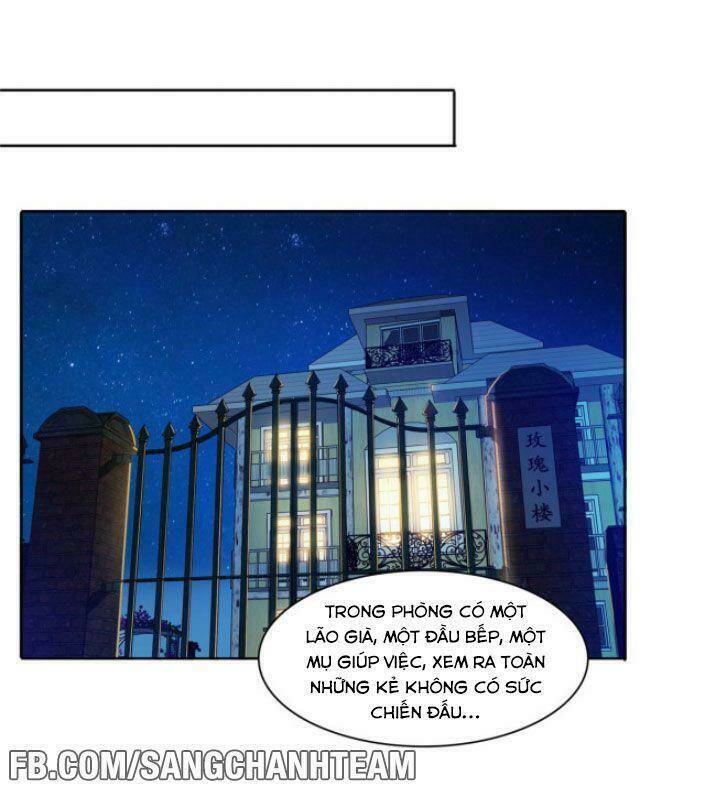 玫瑰小楼
TRONG PHÒNG CÓ MỘT
LÃO GIÀ, MỘT ĐẦU BẾP, MỘT
MỤ GIÚP VIỆC, XEM RA TOÀN
NHỮNG KẺ KHÔNG CÓ SỨC
CHIẾN ĐẤU...
FB.COM/SANGCHANHTEAM